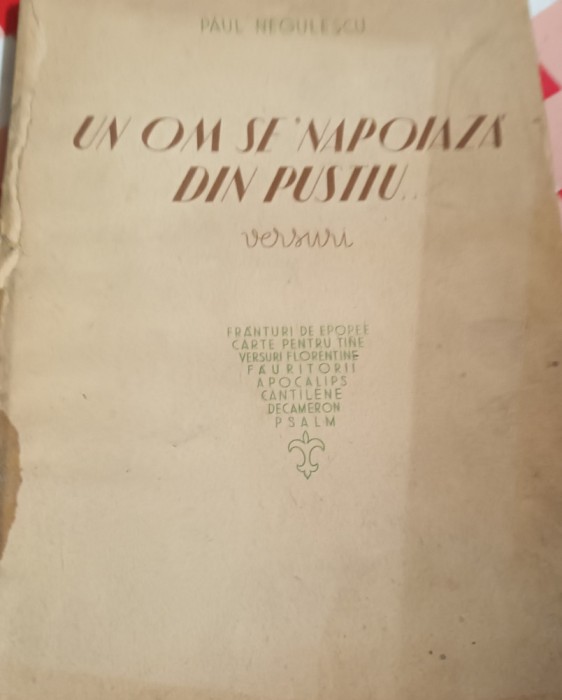 PAUL NEGULESCU
UN OM SE 'NAPOIAZĂ
DIN PUSTIU..
versuri
FRÂNTURI DE EPOPEE
CARTE PENTRU TINE
VERSURI FLORENTINE
FĂURITORII
APOCALIPS
CANTILENE
DECAMERON
PSALM